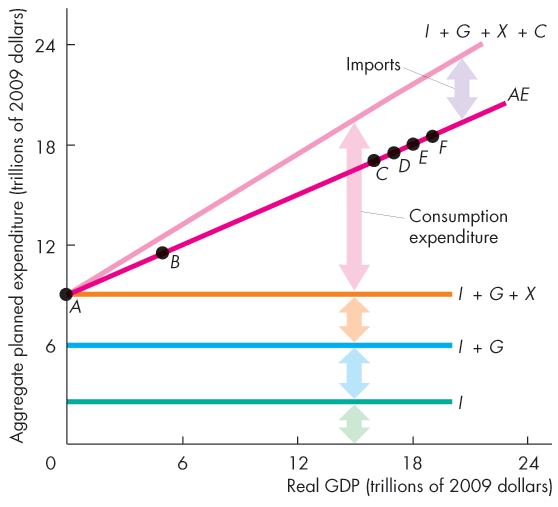 I + G + X + C
24
Imports
AE
18
C
D
E
F
Consumption
expenditure
12
B
A
I + G + X
6
I + G
I
0
6
12
18
24
Real GDP (trillions of 2009 dollars)
Aggregate planned expenditure (trillions of 2009 dollars)